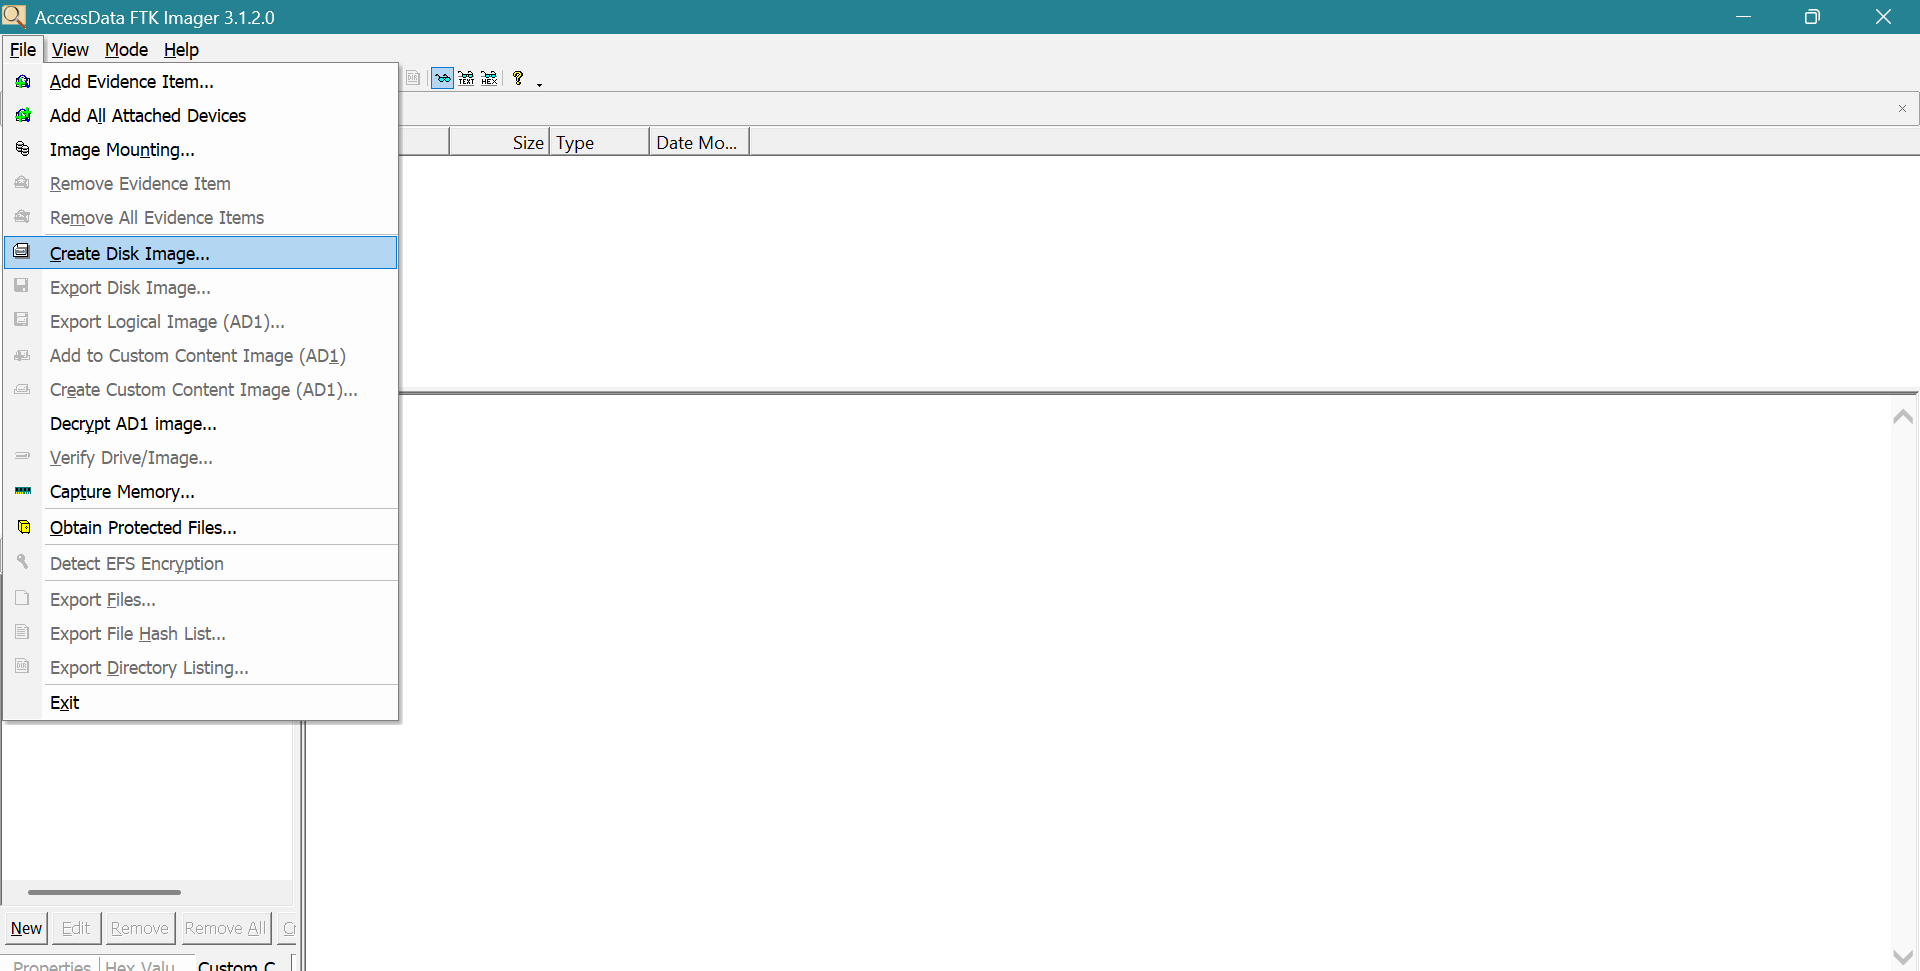 AccessData FTK Imager 3.1.2.0
File View Mode Help
Add Evidence Item...
Add All Attached Devices
Image Mounting...
Remove Evidence Item
Remove All Evidence Items
Create Disk Image...
Export Disk Image...
Export Logical Image (AD1)...
Add to Custom Content Image (AD1)
Create Custom Content Image (AD1)...
Decrypt AD1 image...
Verify Drive/Image...
Capture Memory...
Obtain Protected Files...
Detect EFS Encryption
Export Files...
Export File Hash List...
Export Directory Listing...
Exit
DIR TEXT HEX ?
Size Type Date Mo...
New Edit Remove Remove All Cr
Properties Hex Valu Custom C